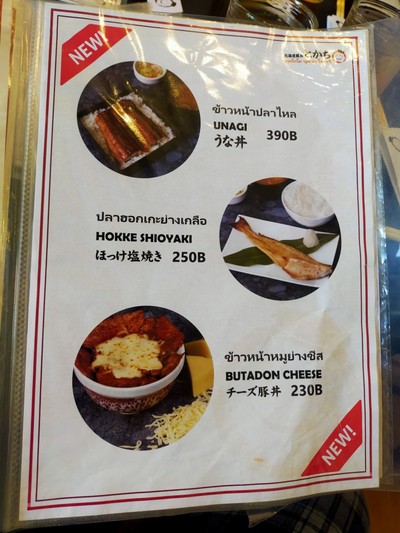 NEW!
とかち
ข้าวหน้าปลาไหล
UNAGI 390B
うな丼
ปลาฮอกเกะย่างเกลือ
HOKKE SHIOYAKI
ほっけ塩焼き 250B
ข้าวหน้าหมูย่างชีส
BUTADON CHEESE
チーズ豚丼 230B
NEW!